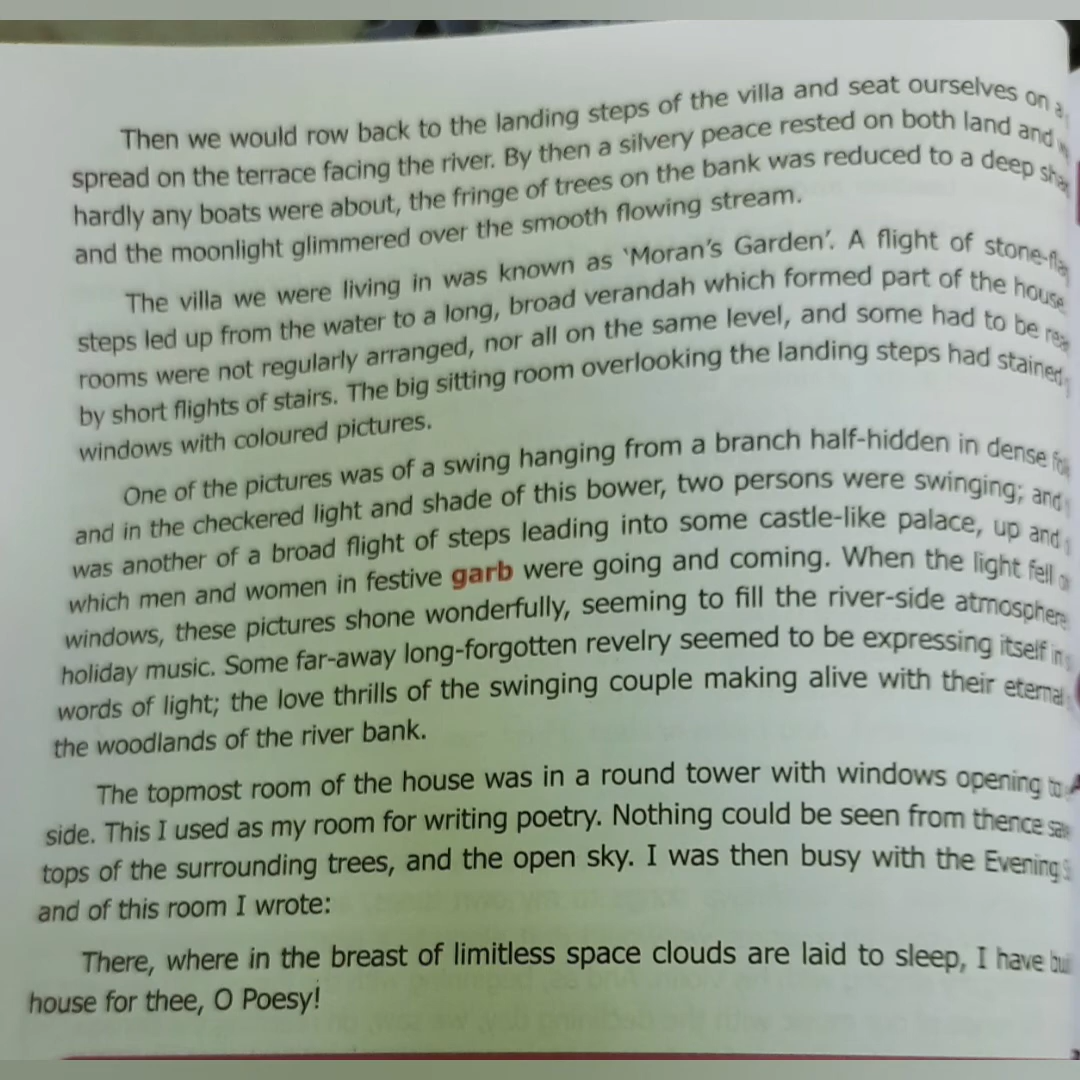 Then we would row back to the landing steps of the villa and seat ourselves on a
spread on the terrace facing the river. By then a silvery peace rested on both land and
hardly any boats were about, the fringe of trees on the bank was reduced to a deep
and the moonlight glimmered over the smooth flowing stream.
The villa we were living in was known as ‘Moran’s Garden’. A flight of
steps led up from the water to a long, broad verandah which formed part of the house
rooms were not regularly arranged, nor all on the same level, and some had to be
by short flights of stairs. The big sitting room overlooking the landing steps had stained
windows with coloured pictures.
One of the pictures was of a swing hanging from a branch half-hidden in dense
and in the checkered light and shade of this bower, two persons were swinging; and
was another of a broad flight of steps leading into some castle-like palace, up and
which men and women in festive garb were going and coming. When the light fell
windows, these pictures shone wonderfully, seeming to fill the river-side atmosphere
holiday music. Some far-away long-forgotten revelry seemed to be expressing itself in
words of light; the love thrills of the swinging couple making alive with their eternal
the woodlands of the river bank.
The topmost room of the house was in a round tower with windows opening to
side. This I used as my room for writing poetry. Nothing could be seen from thence
tops of the surrounding trees, and the open sky. I was then busy with the Evening
and of this room I wrote:
There, where in the breast of limitless space clouds are laid to sleep, I have
house for thee, O Poesy!